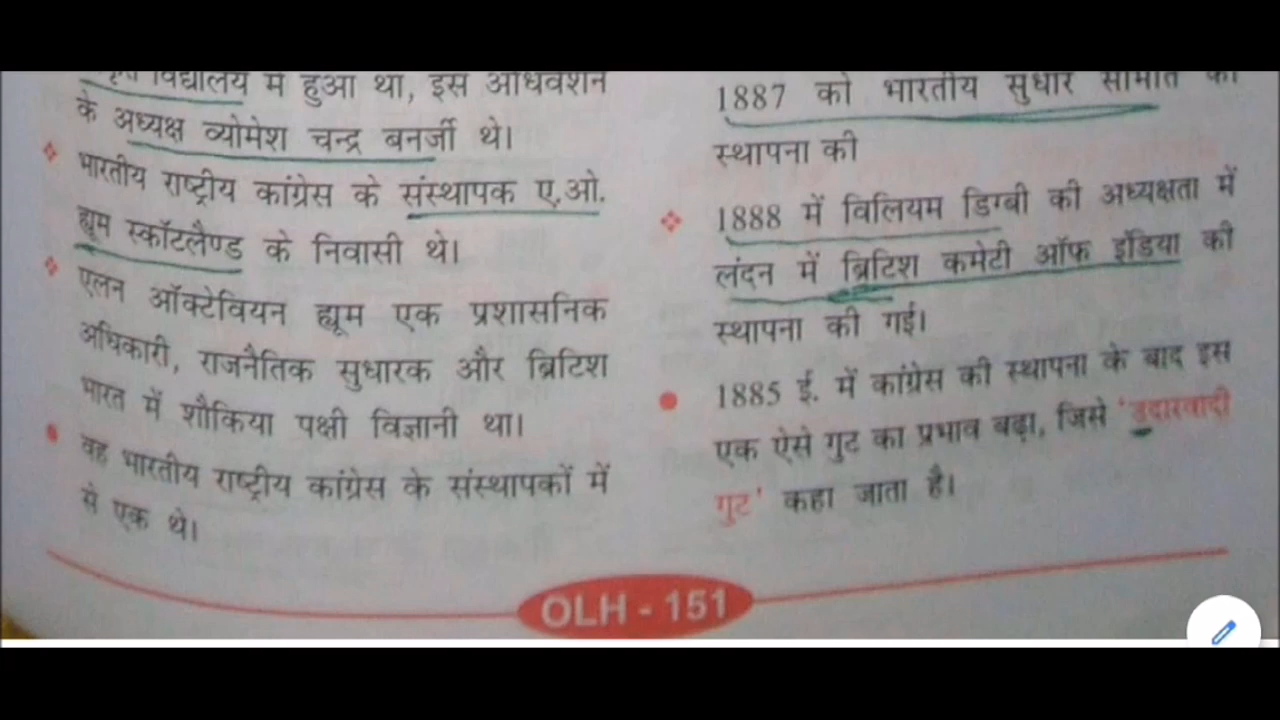 विद्यालय में हुआ था, इस अधिवेशन
के अध्यक्ष व्योमेश चन्द्र बनर्जी थे।
भारतीय राष्ट्रीय कांग्रेस के संस्थापक ए.ओ.
ह्यूम स्कॉटलैण्ड के निवासी थे।
एलन ऑक्टेवियन ह्यूम एक प्रशासनिक
अधिकारी, राजनैतिक सुधारक और ब्रिटिश
भारत में शौकिया पक्षी विज्ञानी था।
वह भारतीय राष्ट्रीय कांग्रेस के संस्थापकों में
से एक थे।
1887 को भारतीय सुधार समिति की
स्थापना की
1888 में विलियम डिग्बी की अध्यक्षता में
लंदन में ब्रिटिश कमेटी ऑफ इंडिया की
स्थापना की गई।
1885 ई. में कांग्रेस की स्थापना के बाद इस
एक ऐसे गुट का प्रभाव बढ़ा, जिसे 'उदारवादी
गुट' कहा जाता है।
OLH - 151